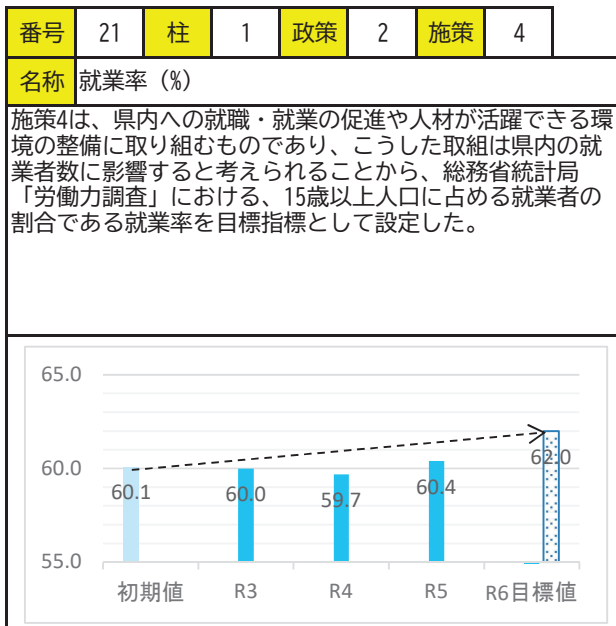 番号 21 柱 1 政策 2 施策 4
名称 就業率（%）
施策4は、県内への就職・就業の促進や人材が活躍できる環
境の整備に取り組むものであり、こうした取組は県内の就
業者数に影響すると考えられることから、総務省統計局
「労働力調査」における、15歳以上人口に占める就業者の
割合である就業率を目標指標として設定した。
65.0
60.0
55.0
60.1 60.0 59.7 60.4 62.0
初期値 R3 R4 R5 R6目標値